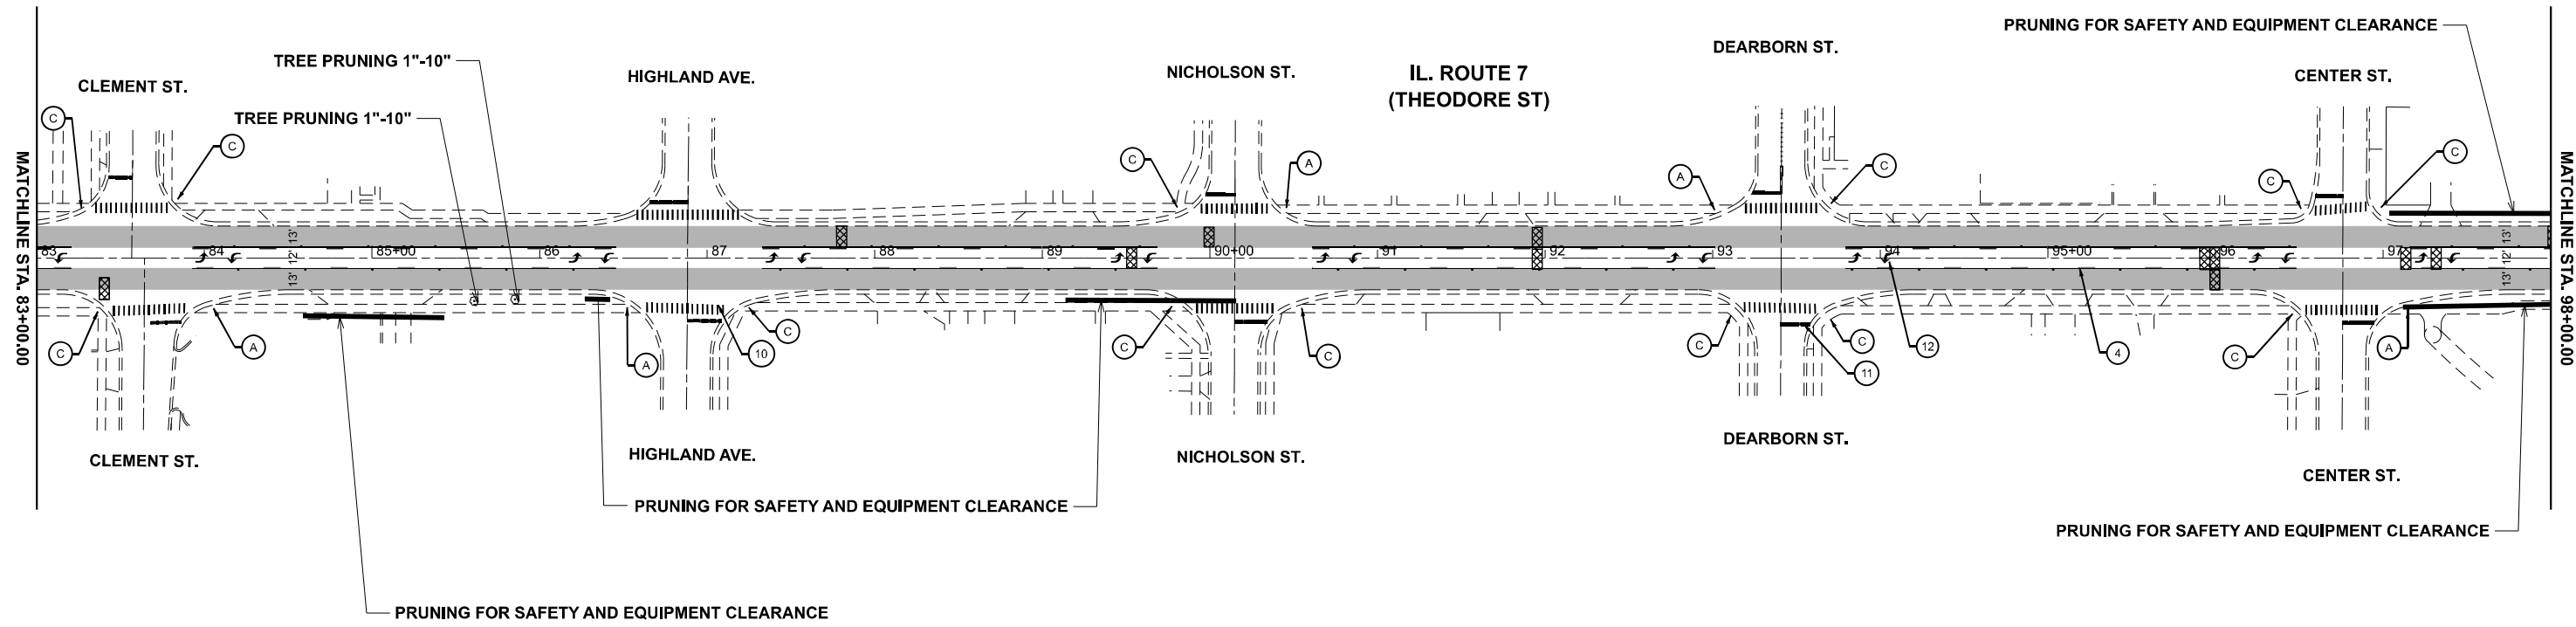 PRUNING FOR SAFETY AND EQUIPMENT CLEARANCE
DEARBORN ST.
TREE PRUNING 1"-10"
IL. ROUTE 7
(THEODORE ST)
NICHOLSON ST.
HIGHLAND AVE.
CENTER ST.
CLEMENT ST.
TREE PRUNING 1"-10"
C
C
C
A
A
C
C
C
MATCHLINE STA. 83+00.00
MATCHLINE STA. 98+00.00
13'
12'
13'
83
84
85+00
86
87
88
89
90+00
91
92
93
94
95+00
96
97
13'
12'
13'
C
A
A
10
C
C
C
C
11
C
12
4
C
A
CLEMENT ST.
HIGHLAND AVE.
NICHOLSON ST.
DEARBORN ST.
CENTER ST.
PRUNING FOR SAFETY AND EQUIPMENT CLEARANCE
PRUNING FOR SAFETY AND EQUIPMENT CLEARANCE
PRUNING FOR SAFETY AND EQUIPMENT CLEARANCE